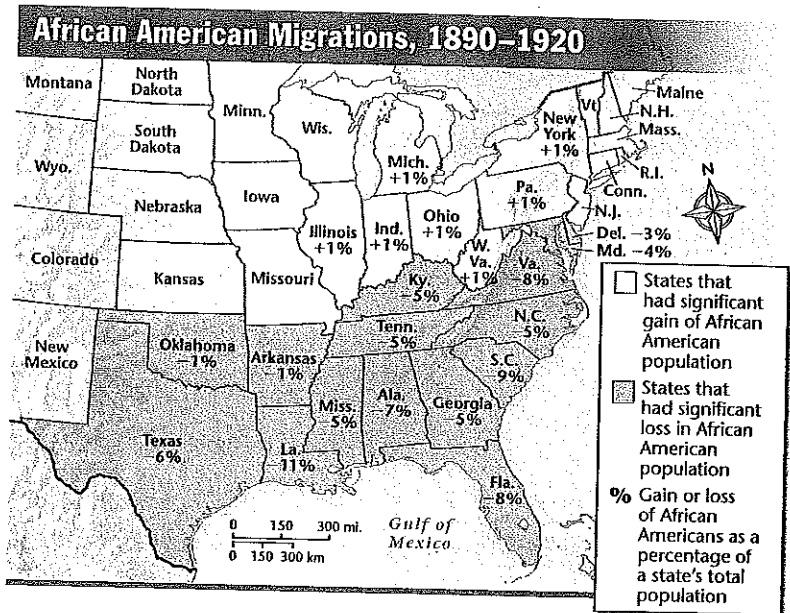 African American Migrations, 1890–1920
Montana
North
Dakota
Minn.
Wis.
Mich.
+1%
New
York
+1%
Vt.
Maine
N.H.
Mass.
R.I.
Conn.
N
Wyo.
South
Dakota
Nebraska
Iowa
Illinois
+1%
Ind.
+1%
Ohio
+1%
Pa.
+1%
N.J.
Del. −3%
Md. −4%
W.
Va.
+1%
Va.
−8%
Colorado
Kansas
Missouri
Ky.
−5%
New
Mexico
Oklahoma
−1%
Arkansas
−1%
Tenn.
5%
N.C.
5%
S.C.
−9%
Texas
6%
La.
−11%
Miss.
5%
Ala.
−7%
Georgia
5%
Fla.
−8%
0 150 300 mi.
0 150 300 km
Gulf of
Mexico
States that
had significant
gain of African
American
population
States that
had significant
loss in African
American
population
% Gain or loss
of African
Americans as a
percentage of
a state's total
population